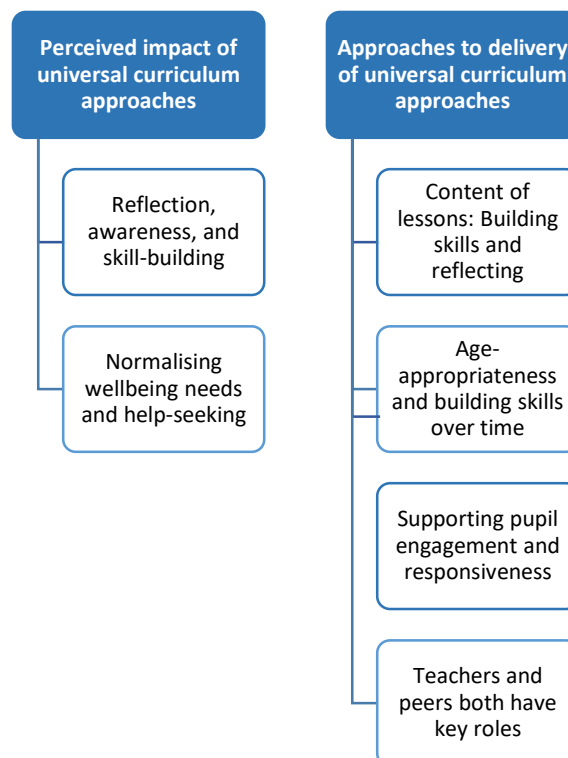 Perceived impact of
universal curriculum
approaches
Reflection,
awareness, and
skill-building
Normalising
wellbeing needs
and help-seeking
Approaches to delivery
of universal curriculum
approaches
Content of
lessons: Building
skills and
reflecting
Age-
appropriateness
and building skills
over time
Supporting pupil
engagement and
responsiveness
Teachers and
peers both have
key roles